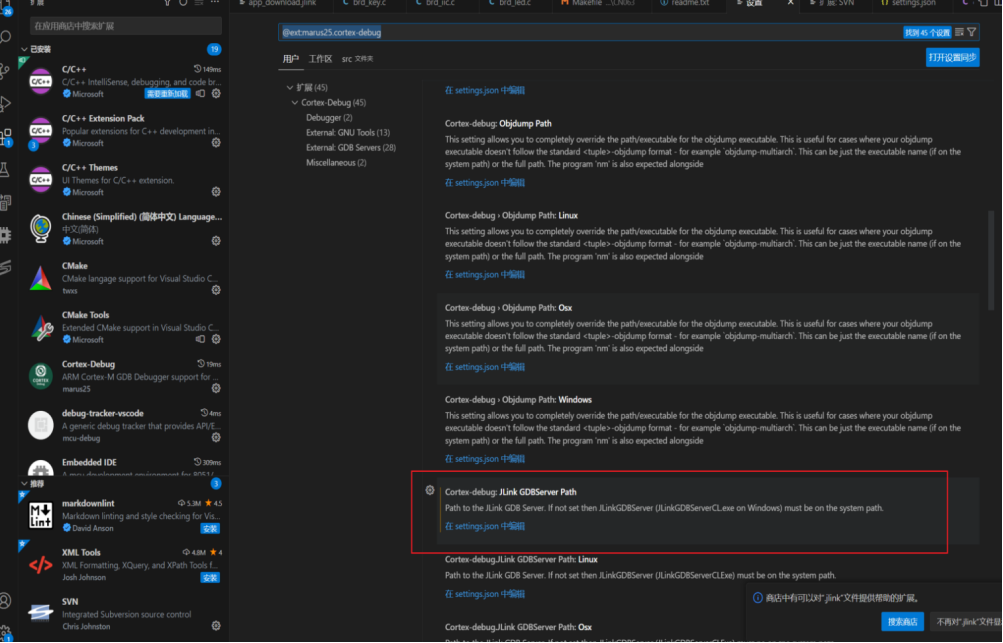 app_download.jlink
brd_key.c
brd_iic.c
brd_led.c
Makefile
readme.txt
设置
SVN
settings.json
在应用商店中搜索扩展
已安装
19
C/C++
149ms
C/C++ IntelliSense, debugging, and code br...
Microsoft
需要重新加载
C/C++ Extension Pack
Popular extensions for C++ development in...
3
Microsoft
C/C++ Themes
UI Themes for C/C++ extension.
Microsoft
Chinese (Simplified) (简体中文) Language...
中文(简体)
Microsoft
CMake
CMake langage support for Visual Studio C...
twxs
CMake Tools
Extended CMake support in Visual Studio C...
Microsoft
Cortex-Debug
19ms
ARM Cortex-M GDB Debugger support for ...
marus25
debug-tracker-vscode
4ms
A generic debug tracker that provides API/E...
mcu-debug
Embedded IDE
309ms
A mcu development environment for 8051/...
推荐
3
markdownlint
5.3M
4.5
Markdown linting and style checking for Vis...
David Anson
安装
XML Tools
4.8M
4
XML Formatting, XQuery, and XPath Tools f...
Josh Johnson
安装
SVN
Integrated Subversion source control
Chris Johnston
@ext:marus25.cortex-debug
找到 45 个设置
用户
工作区
src 文件夹
打开设置同步
扩展 (45)
Cortex-Debug (45)
Debugger (2)
External: GNU Tools (13)
External: GDB Servers (28)
Miscellaneous (2)
在 settings.json 中编辑
Cortex-debug: Objdump Path
This setting allows you to completely override the path/executable for the objdump executable. This is useful for cases where your objdump
executable doesn't follow the standard <tuple>-objdump format - for example `objdump-multiarch`. This can be just the executable name (if on the
system path) or the full path. The program 'nm' is also expected alongside
在 settings.json 中编辑
Cortex-debug › Objdump Path: Linux
This setting allows you to completely override the path/executable for the objdump executable. This is useful for cases where your objdump
executable doesn't follow the standard <tuple>-objdump format - for example `objdump-multiarch`. This can be just the executable name (if on the
system path) or the full path. The program 'nm' is also expected alongside
在 settings.json 中编辑
Cortex-debug › Objdump Path: Osx
This setting allows you to completely override the path/executable for the objdump executable. This is useful for cases where your objdump
executable doesn't follow the standard <tuple>-objdump format - for example `objdump-multiarch`. This can be just the executable name (if on the
system path) or the full path. The program 'nm' is also expected alongside
在 settings.json 中编辑
Cortex-debug › Objdump Path: Windows
This setting allows you to completely override the path/executable for the objdump executable. This is useful for cases where your objdump
executable doesn't follow the standard <tuple>-objdump format - for example `objdump-multiarch`. This can be just the executable name (if on the
system path) or the full path. The program 'nm' is also expected alongside
在 settings.json 中编辑
Cortex-debug: JLink GDBServer Path
Path to the JLink GDB Server. If not set then JLinkGDBServer (JLinkGDBServerCL.exe on Windows) must be on the system path.
在 settings.json 中编辑
Cortex-debug.JLink GDBServer Path: Linux
Path to the JLink GDB Server. If not set then JLinkGDBServer (JLinkGDBServerCLExe) must be on the system path.
在 settings.json 中编辑
Cortex-debug.JLink GDBServer Path: Osx
商店中有可以对".jlink"文件提供帮助的扩展。
搜索商店
不再对".jlink"文件显